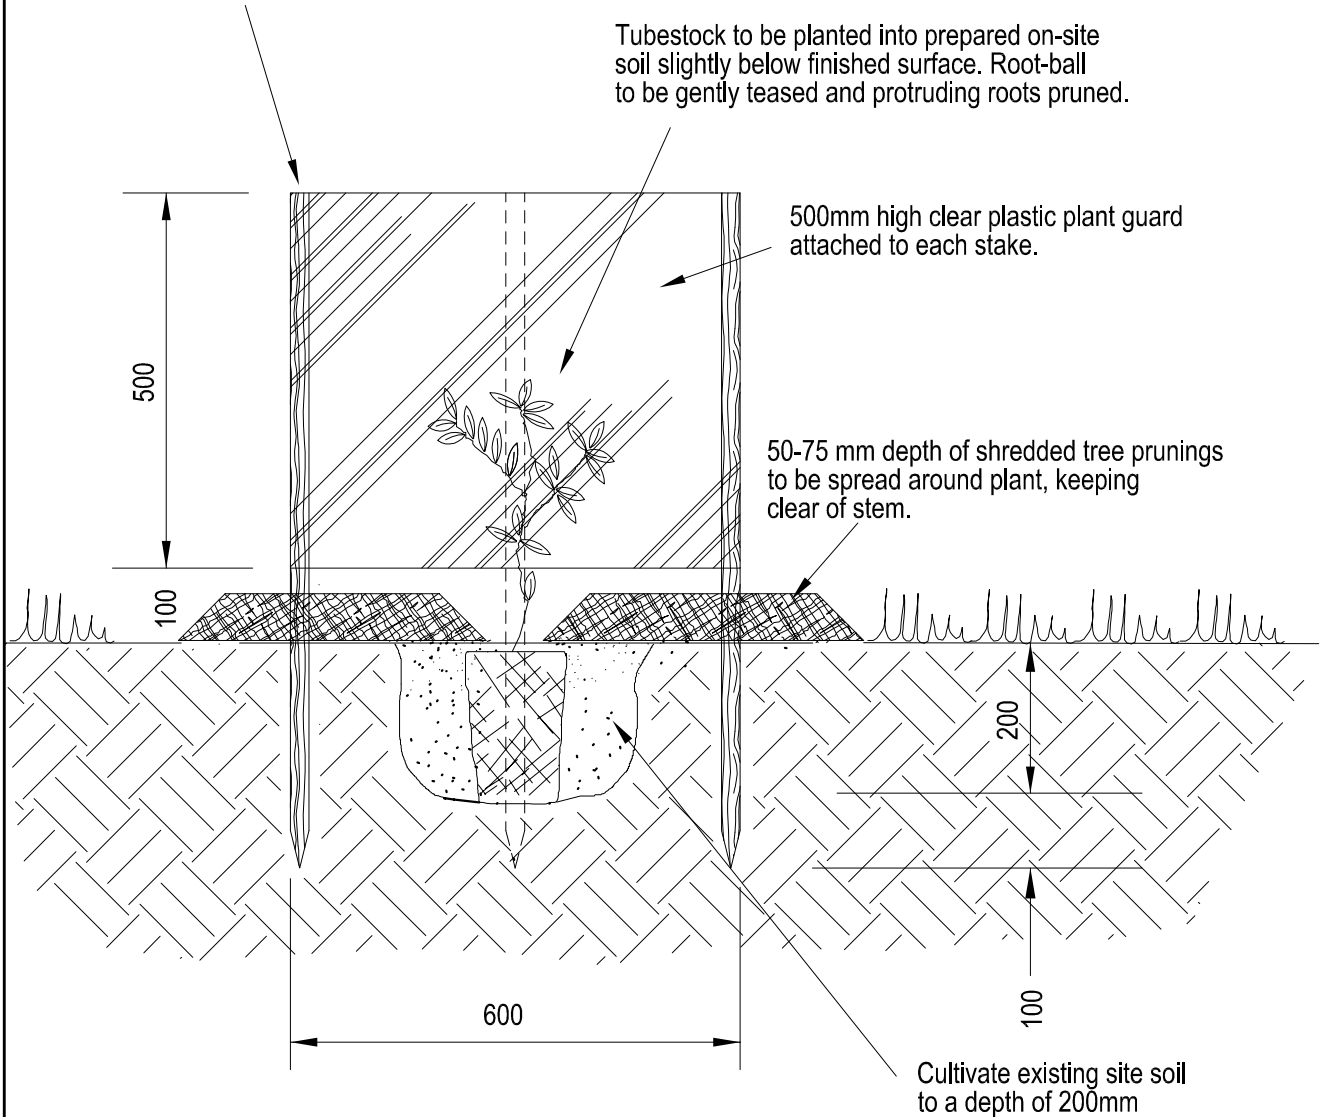 Tubestock to be planted into prepared on-site
soil slightly below finished surface. Root-ball
to be gently teased and protruding roots pruned.
500mm high clear plastic plant guard
attached to each stake.
500
50-75 mm depth of shredded tree prunings
to be spread around plant, keeping
clear of stem.
100
200
100
600
Cultivate existing site soil
to a depth of 200mm